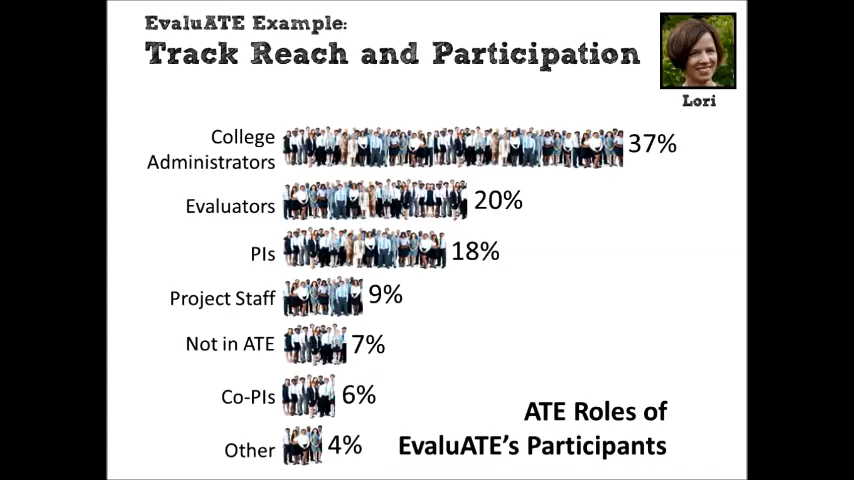 EvaluATE Example:
Track Reach and Participation
Lori
College
Administrators
37%
Evaluators
20%
PIs
18%
Project Staff
9%
Not in ATE
7%
Co-PIs
6%
Other
4%
ATE Roles of
EvaluATE's Participants